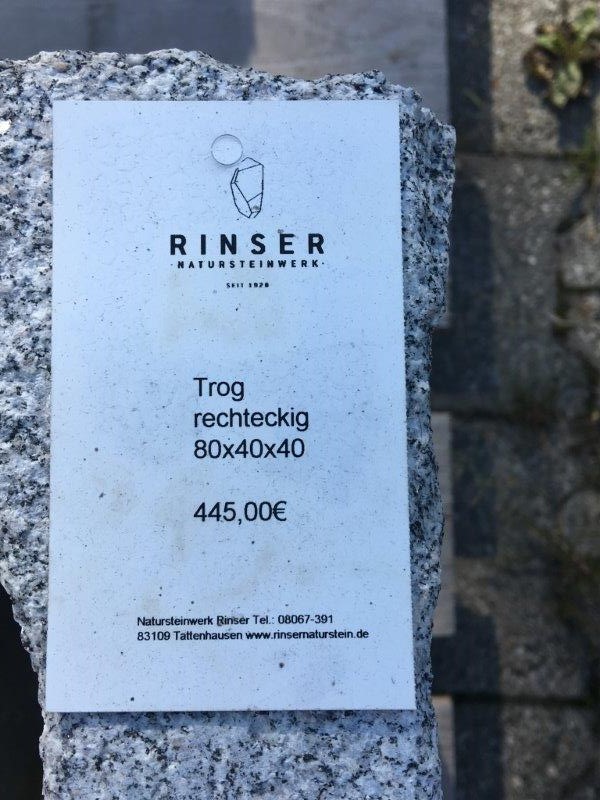 RINSER
·NATURSTEINWERK·
SEIT 1920
Trog
rechteckig
80x40x40
445,00€
Natursteinwerk Rinser Tel.: 08067-391
83109 Tattenhausen www.rinsernaturstein.de